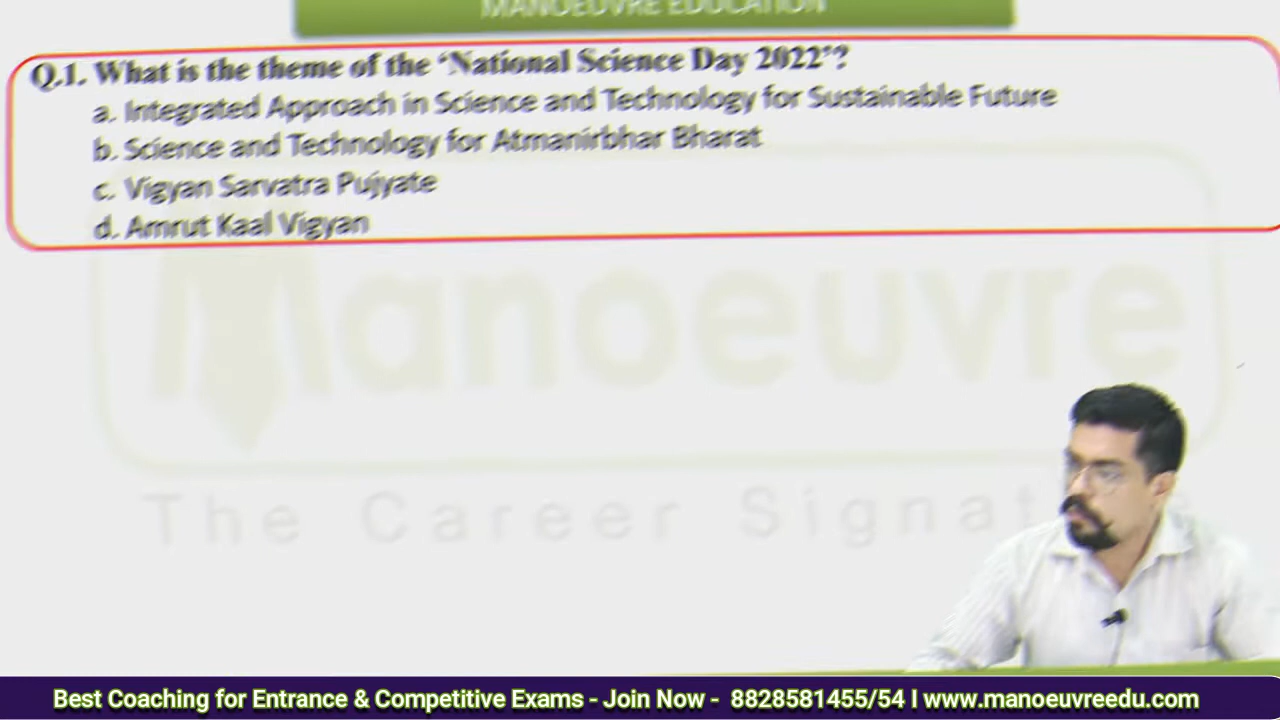 MANOEUVRE EDUCATION
Q.1. What is the theme of the ‘National Science Day 2022’?
a. Integrated Approach in Science and Technology for Sustainable Future
b. Science and Technology for Atmanirbhar Bharat
c. Vigyan Sarvatra Pujyate
d. Amrut Kaal Vigyan
Manoeuvre
The Career Signat
Best Coaching for Entrance & Competitive Exams - Join Now - 8828581455/54 I www.manoeuvreedu.com